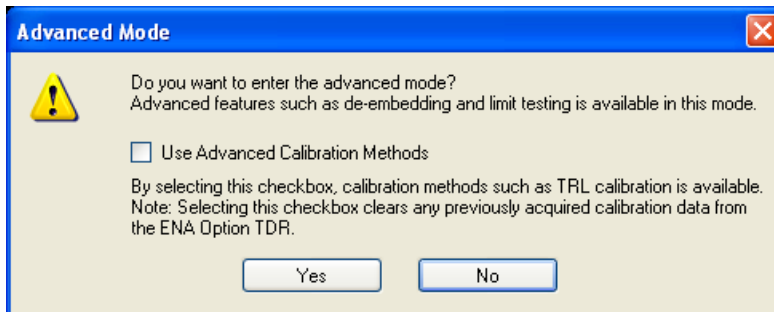 Advanced Mode
Do you want to enter the advanced mode?
Advanced features such as de-embedding and limit testing is available in this mode.
Use Advanced Calibration Methods
By selecting this checkbox, calibration methods such as TRL calibration is available.
Note: Selecting this checkbox clears any previously acquired calibration data from
the ENA Option TDR.
Yes
No